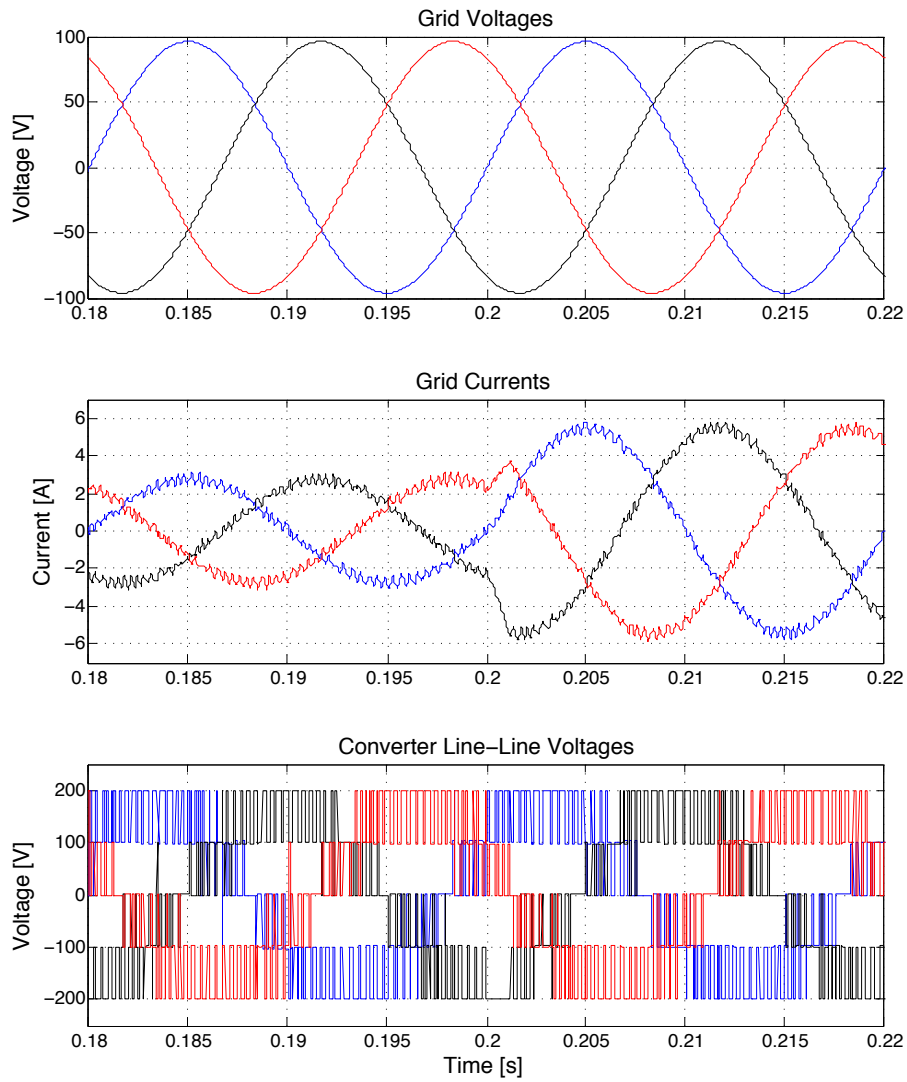 Grid Voltages
Voltage [V]
100
50
0
−50
−100
0.18 0.185 0.19 0.195 0.2 0.205 0.21 0.215 0.22
Grid Currents
Current [A]
6
4
2
0
−2
−4
−6
0.18 0.185 0.19 0.195 0.2 0.205 0.21 0.215 0.22
Converter Line−Line Voltages
Voltage [V]
200
100
0
−100
−200
0.18 0.185 0.19 0.195 0.2 0.205 0.21 0.215 0.22
Time [s]